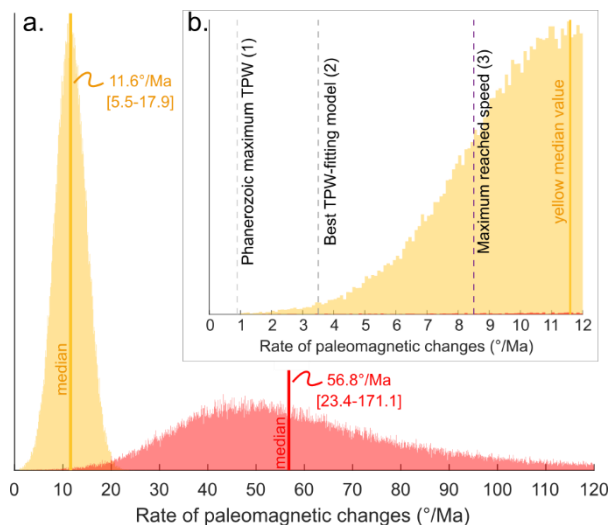 a.
11.6°/Ma
[5.5-17.9]
median
b.
Phanerozoic maximum TPW (1)
Best TPW-fitting model (2)
Maximum reached speed (3)
yellow median value
0 1 2 3 4 5 6 7 8 9 10 11 12
Rate of paleomagnetic changes (°/Ma)
56.8°/Ma
[23.4-171.1]
median
0 10 20 30 40 50 60 70 80 90 100 110 120
Rate of paleomagnetic changes (°/Ma)